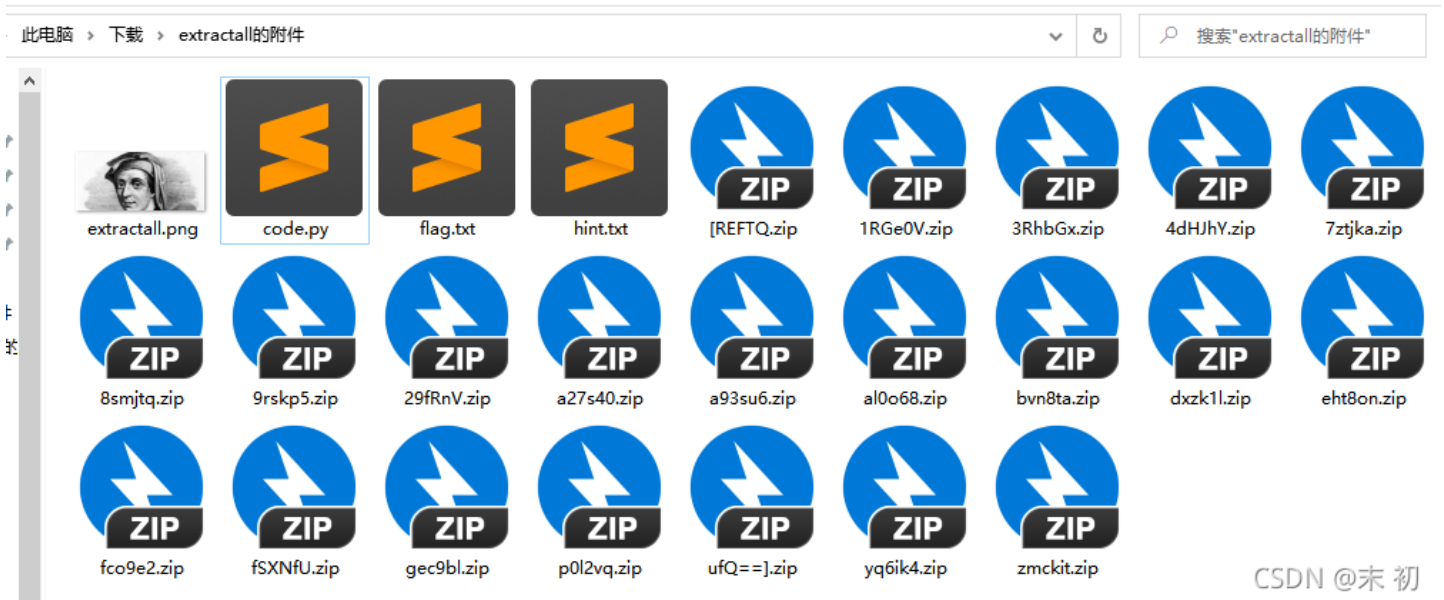 此电脑 › 下载 › extractall的附件
搜索"extractall的附件"
extractall.png code.py flag.txt hint.txt [REFTQ.zip 1RGe0V.zip 3RhbGx.zip 4dHJhY.zip 7ztjka.zip
ZIP ZIP ZIP ZIP ZIP
8smjtq.zip 9rskp5.zip 29fRnV.zip a27s40.zip a93su6.zip al0o68.zip bvn8ta.zip dxzk1l.zip eht8on.zip
ZIP ZIP ZIP ZIP ZIP ZIP ZIP ZIP ZIP
fco9e2.zip fSXNfU.zip gec9bl.zip p0l2vq.zip ufQ==].zip yq6ik4.zip zmckit.zip
ZIP ZIP ZIP ZIP ZIP ZIP ZIP
的
CSDN @末 初